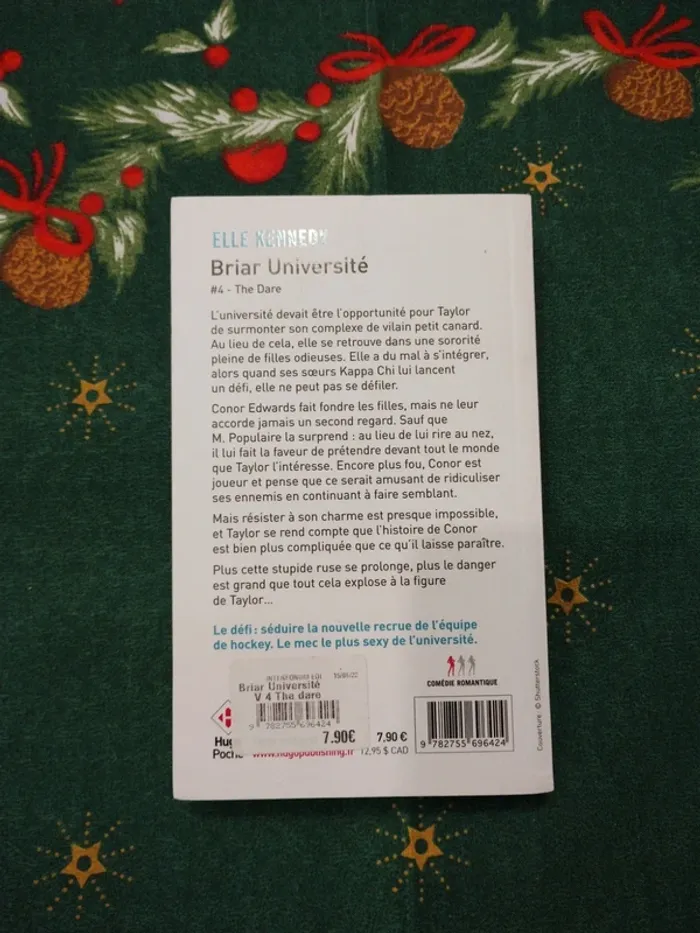 ELLE KENNEDY
Briar Université
#4 - The Dare
L'université devait être l'opportunité pour Taylor
de surmonter son complexe de vilain petit canard.
Au lieu de cela, elle se retrouve dans une sororité
pleine de filles odieuses. Elle a du mal à s'intégrer,
alors quand ses sœurs Kappa Chi lui lancent
un défi, elle ne peut pas se défiler.
Conor Edwards fait fondre les filles, mais ne leur
accorde jamais un second regard. Sauf que
M. Populaire la surprend : au lieu de lui rire au nez,
il lui fait la faveur de prétendre devant tout le monde
que Taylor l'intéresse. Encore plus fou, Conor est
joueur et pense que ce serait amusant de ridiculiser
ses ennemis en continuant à faire semblant.
Mais résister à son charme est presque impossible,
et Taylor se rend compte que l'histoire de Conor
est bien plus compliquée que ce qu'il laisse paraître.
Plus cette stupide ruse se prolonge, plus le danger
est grand que tout cela explose à la figure
de Taylor...
Le défi : séduire la nouvelle recrue de l'équipe
de hockey. Le mec le plus sexy de l'université.
COMÉDIE ROMANTIQUE
Briar Université
V 4 The dare
9 782755 696424
7.90€
7,90 €
12,95 $ CAD
www.hugopublishing.fr
9 782755 696424
Couverture : © Shutterstock